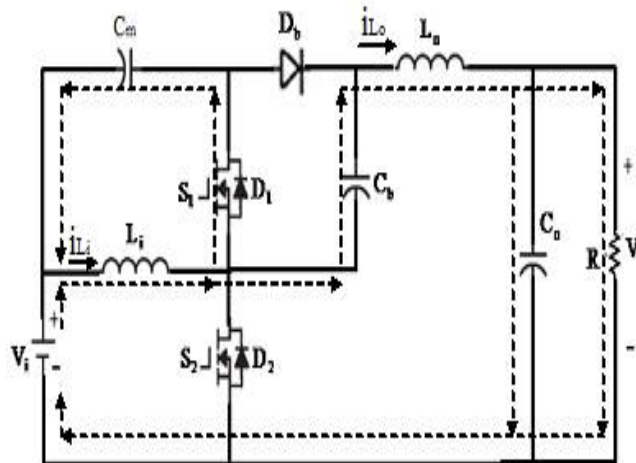 Cm
Db
iLo
Lo
S1
D1
Cb
iLi
Li
Co
+
R
V
-
+
Vi
-
S2
D2